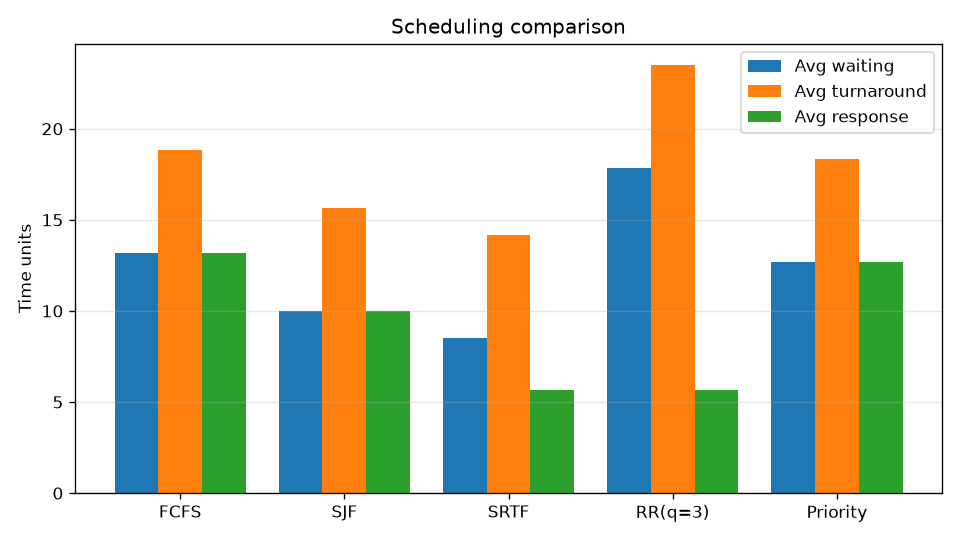 Scheduling comparison
Avg waiting
Avg turnaround
Avg response
Time units
20
15
10
5
0
FCFS SJF SRTF RR(q=3) Priority